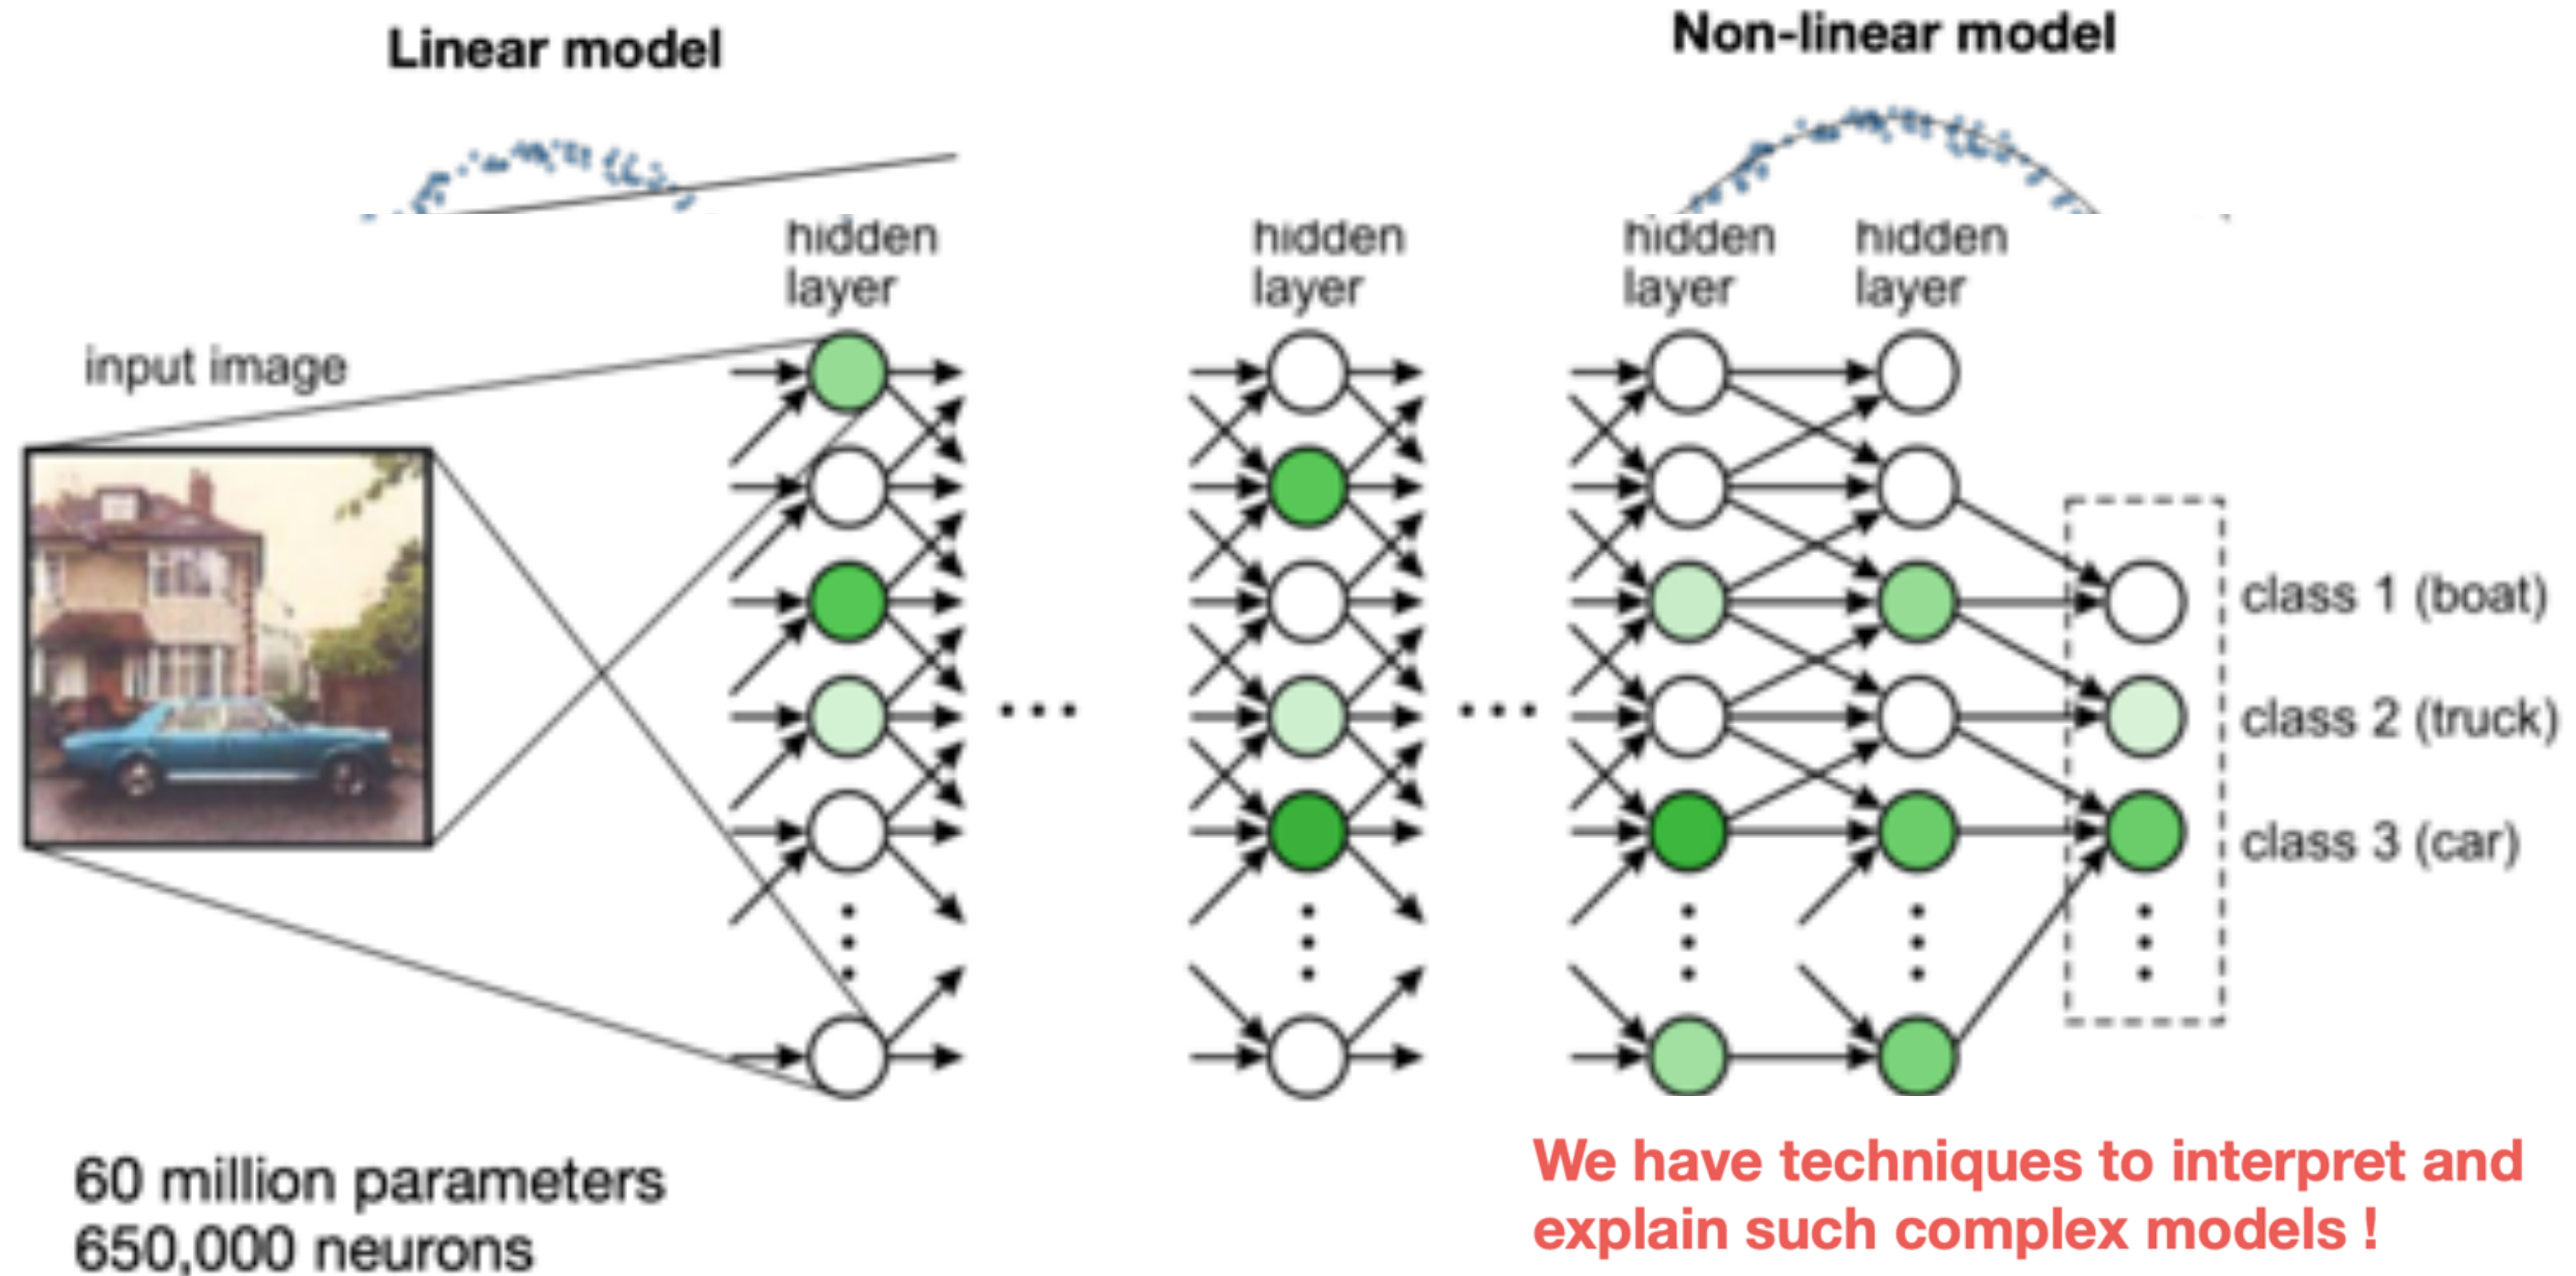 Linear model
Non-linear model
hidden
layer
hidden
layer
hidden
layer
hidden
layer
input image
class 1 (boat)
class 2 (truck)
class 3 (car)
60 million parameters
650,000 neurons
We have techniques to interpret and
explain such complex models !